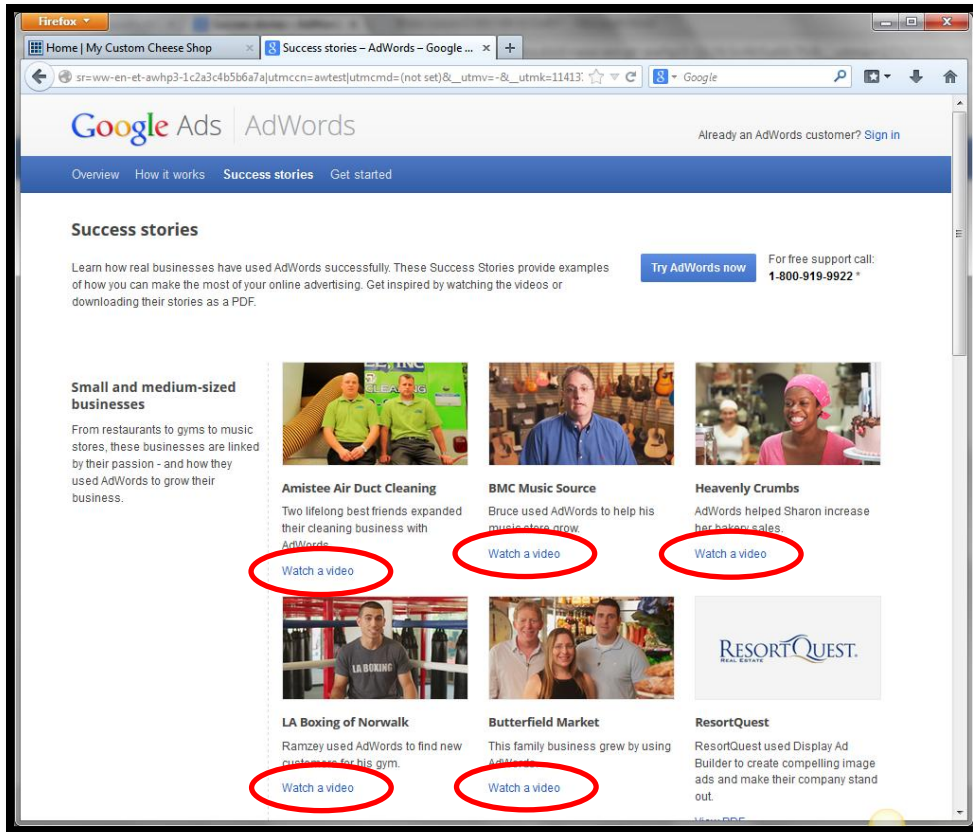 Firefox
Home | My Custom Cheese Shop
Success stories – AdWords – Google ...
sr=ww-en-et-awhp3-1c2a3c4b5b6a7a|utmccn=awtest|utmcmd=(not set)&__utmv=-&__utmk=11413
Google
Google Ads AdWords
Already an AdWords customer? Sign in
Overview How it works Success stories Get started
Success stories
Learn how real businesses have used AdWords successfully. These Success Stories provide examples
of how you can make the most of your online advertising. Get inspired by watching the videos or
downloading their stories as a PDF.
Try AdWords now
For free support call:
1-800-919-9922 *
Small and medium-sized
businesses
From restaurants to gyms to music
stores, these businesses are linked
by their passion - and how they
used AdWords to grow their
business.
Amistee Air Duct Cleaning
Two lifelong best friends expanded
their cleaning business with
AdWords.
Watch a video
BMC Music Source
Bruce used AdWords to help his
music store grow.
Watch a video
Heavenly Crumbs
AdWords helped Sharon increase
her bakery sales.
Watch a video
LA BOXING
LA Boxing of Norwalk
Ramzey used AdWords to find new
customers for his gym.
Watch a video
Butterfield Market
This family business grew by using
AdWords.
Watch a video
RESORTQUEST.
REAL ESTATE
ResortQuest
ResortQuest used Display Ad
Builder to create compelling image
ads and make their company stand
out.
View PDF